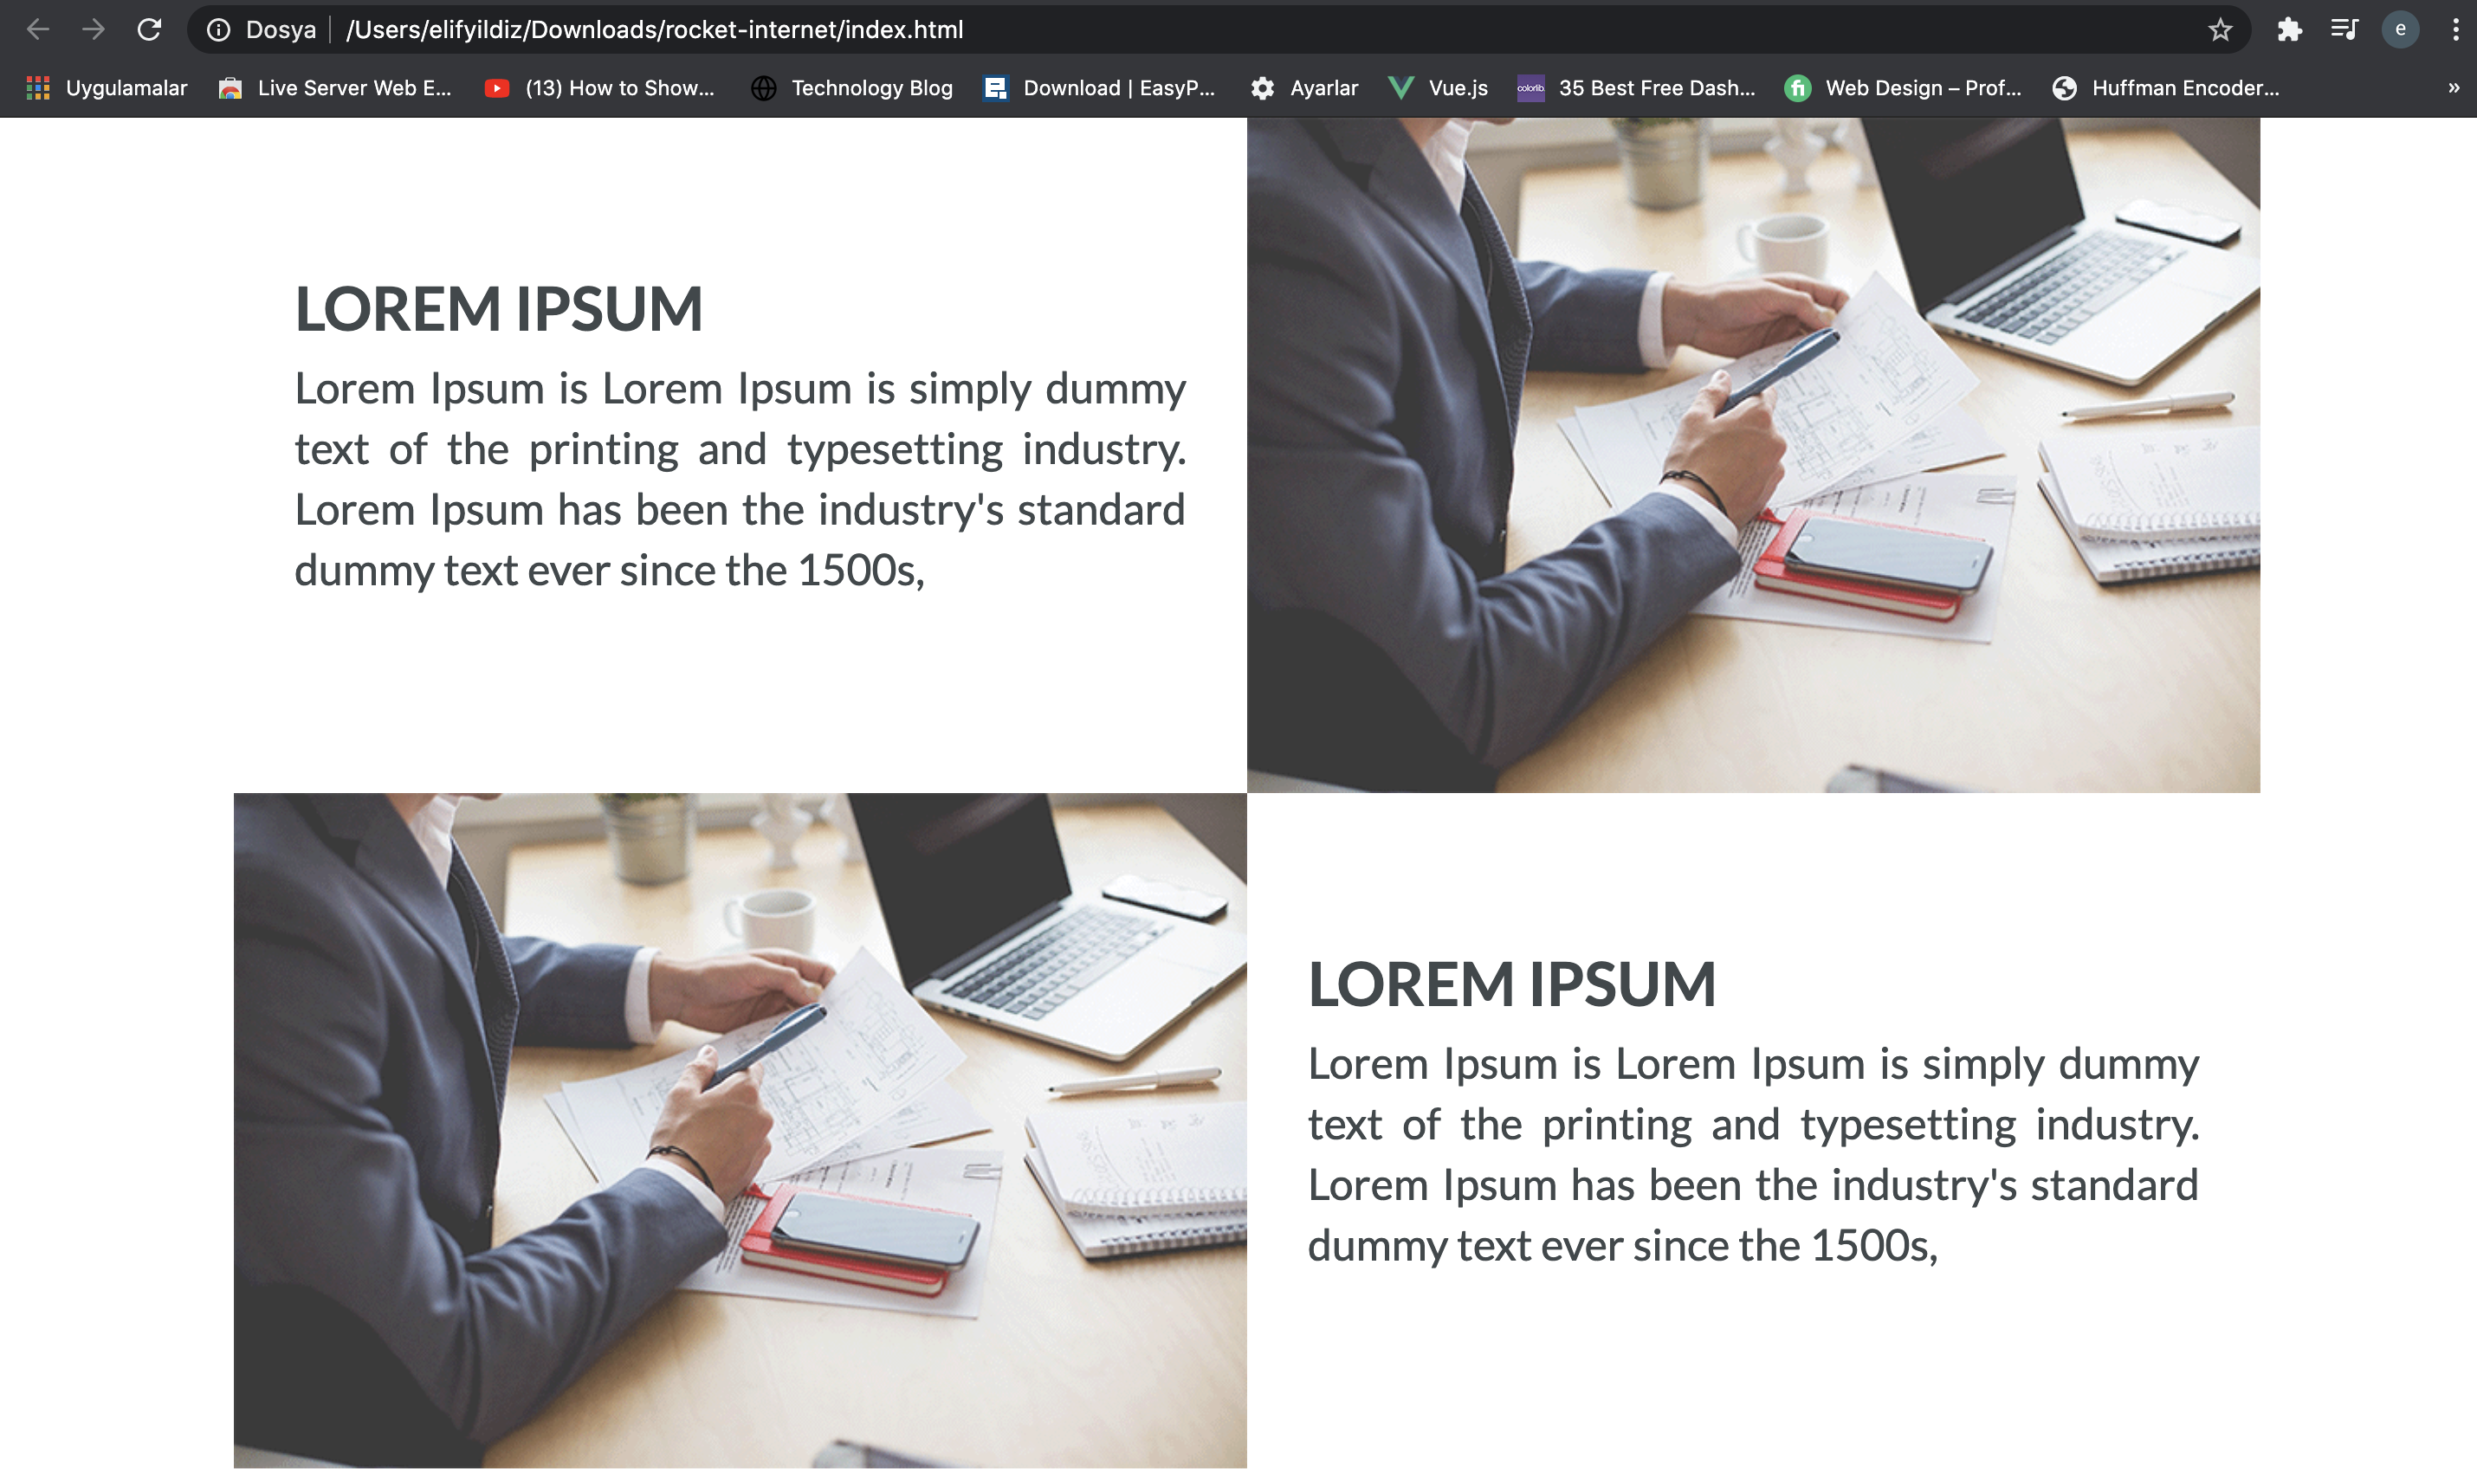 Dosya /Users/elifyildiz/Downloads/rocket-internet/index.html e
Uygulamalar Live Server Web E... (13) How to Show... Technology Blog Download | EasyP... Ayarlar Vue.js colorlib. 35 Best Free Dash... fi Web Design – Prof... Huffman Encoder... »
LOREM IPSUM
Lorem Ipsum is Lorem Ipsum is simply dummy
text of the printing and typesetting industry.
Lorem Ipsum has been the industry's standard
dummy text ever since the 1500s,
LOREM IPSUM
Lorem Ipsum is Lorem Ipsum is simply dummy
text of the printing and typesetting industry.
Lorem Ipsum has been the industry's standard
dummy text ever since the 1500s,